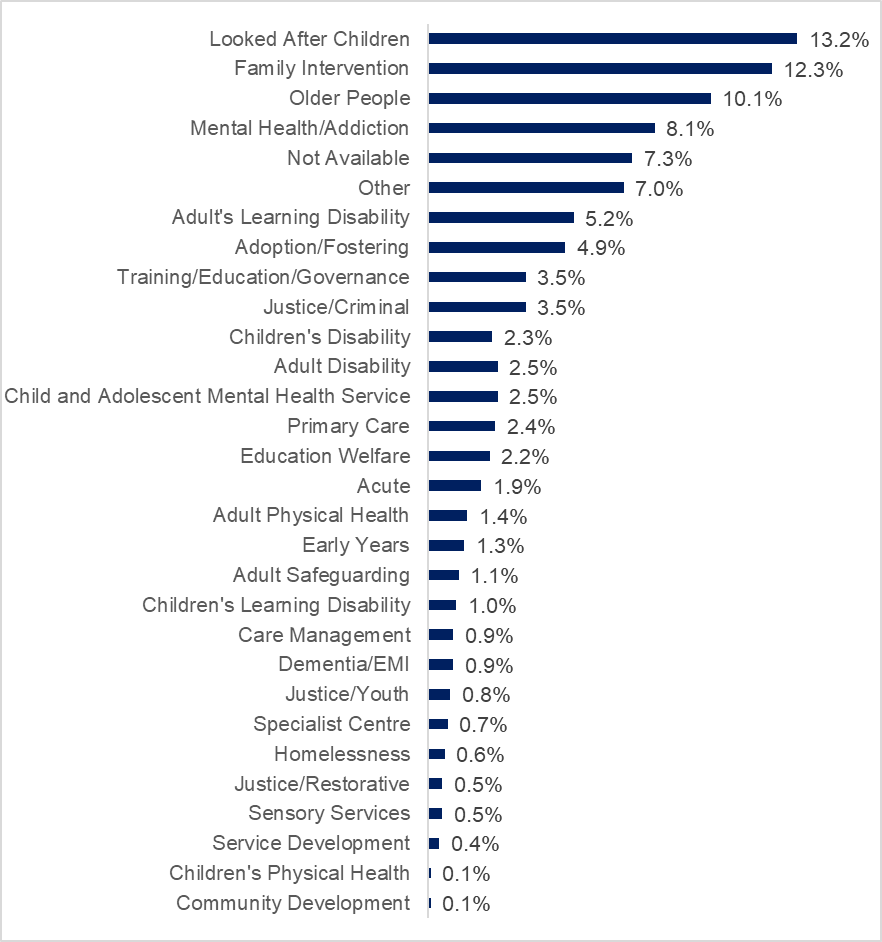 Looked After Children 13.2%
Family Intervention 12.3%
Older People 10.1%
Mental Health/Addiction 8.1%
Not Available 7.3%
Other 7.0%
Adult's Learning Disability 5.2%
Adoption/Fostering 4.9%
Training/Education/Governance 3.5%
Justice/Criminal 3.5%
Children's Disability 2.3%
Adult Disability 2.5%
Child and Adolescent Mental Health Service 2.5%
Primary Care 2.4%
Education Welfare 2.2%
Acute 1.9%
Adult Physical Health 1.4%
Early Years 1.3%
Adult Safeguarding 1.1%
Children's Learning Disability 1.0%
Care Management 0.9%
Dementia/EMI 0.9%
Justice/Youth 0.8%
Specialist Centre 0.7%
Homelessness 0.6%
Justice/Restorative 0.5%
Sensory Services 0.5%
Service Development 0.4%
Children's Physical Health 0.1%
Community Development 0.1%